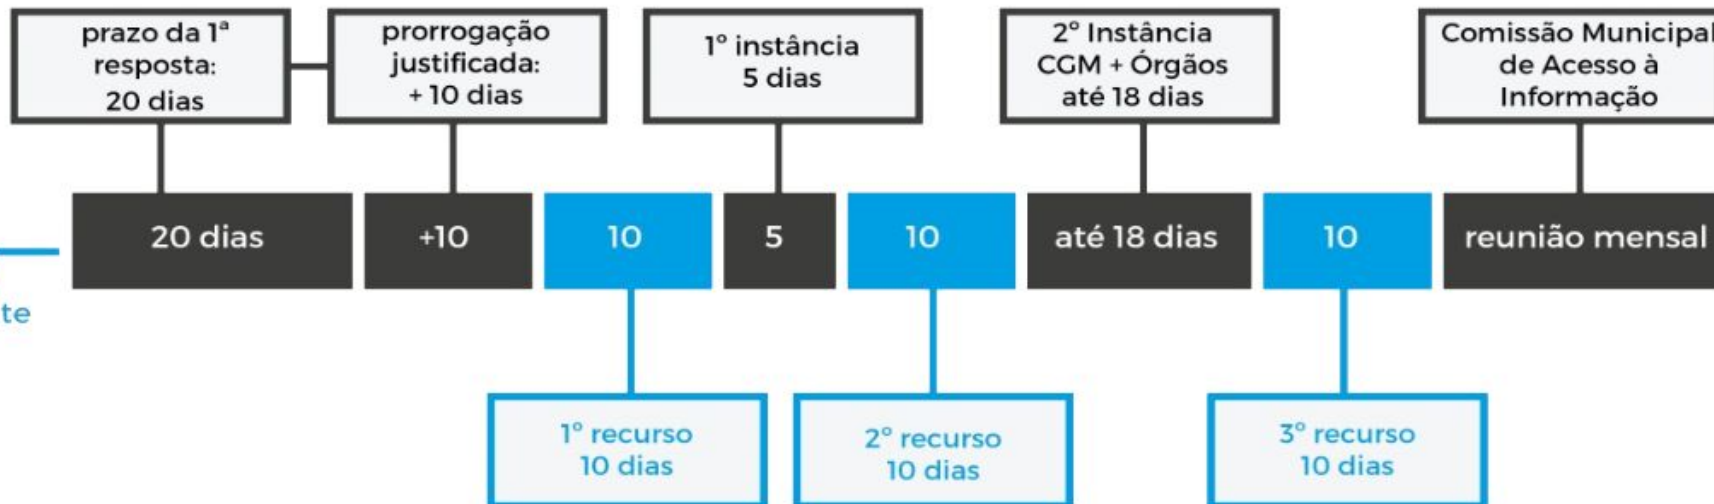 prazo da 1ª
resposta:
20 dias
prorrogação
justificada:
+ 10 dias
1º instância
5 dias
2º Instância
CGM + Órgãos
até 18 dias
Comissão Municipal
de Acesso à
Informação
20 dias
+10
10
5
10
até 18 dias
10
reunião mensal
te
1º recurso
10 dias
2º recurso
10 dias
3º recurso
10 dias